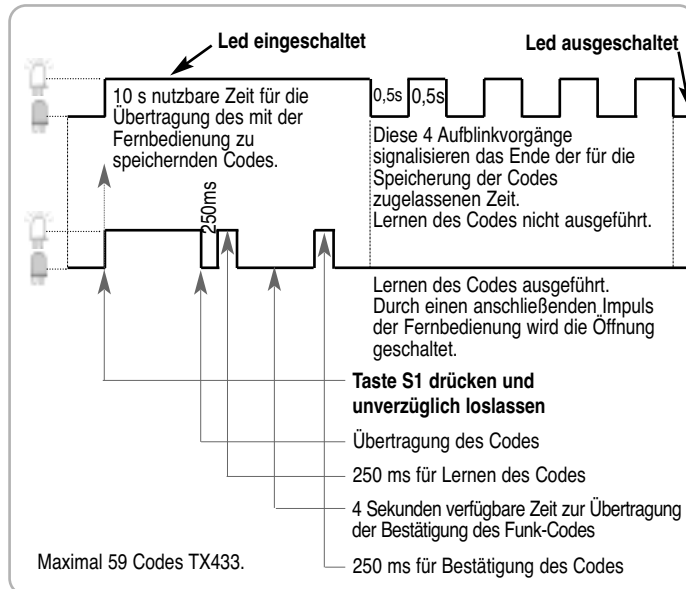 Led eingeschaltet
Led ausgeschaltet
10 s nutzbare Zeit für die
Übertragung des mit der
Fernbedienung zu
speichernden Codes.
0,5s 0,5s
Diese 4 Aufblinkvorgänge
signalisieren das Ende der für die
Speicherung der Codes
zugelassenen Zeit.
Lernen des Codes nicht ausgeführt.
250ms
Lernen des Codes ausgeführt.
Durch einen anschließenden Impuls
der Fernbedienung wird die Öffnung
geschaltet.
Taste S1 drücken und
unverzüglich loslassen
Übertragung des Codes
250 ms für Lernen des Codes
4 Sekunden verfügbare Zeit zur Übertragung
der Bestätigung des Funk-Codes
250 ms für Bestätigung des Codes
Maximal 59 Codes TX433.